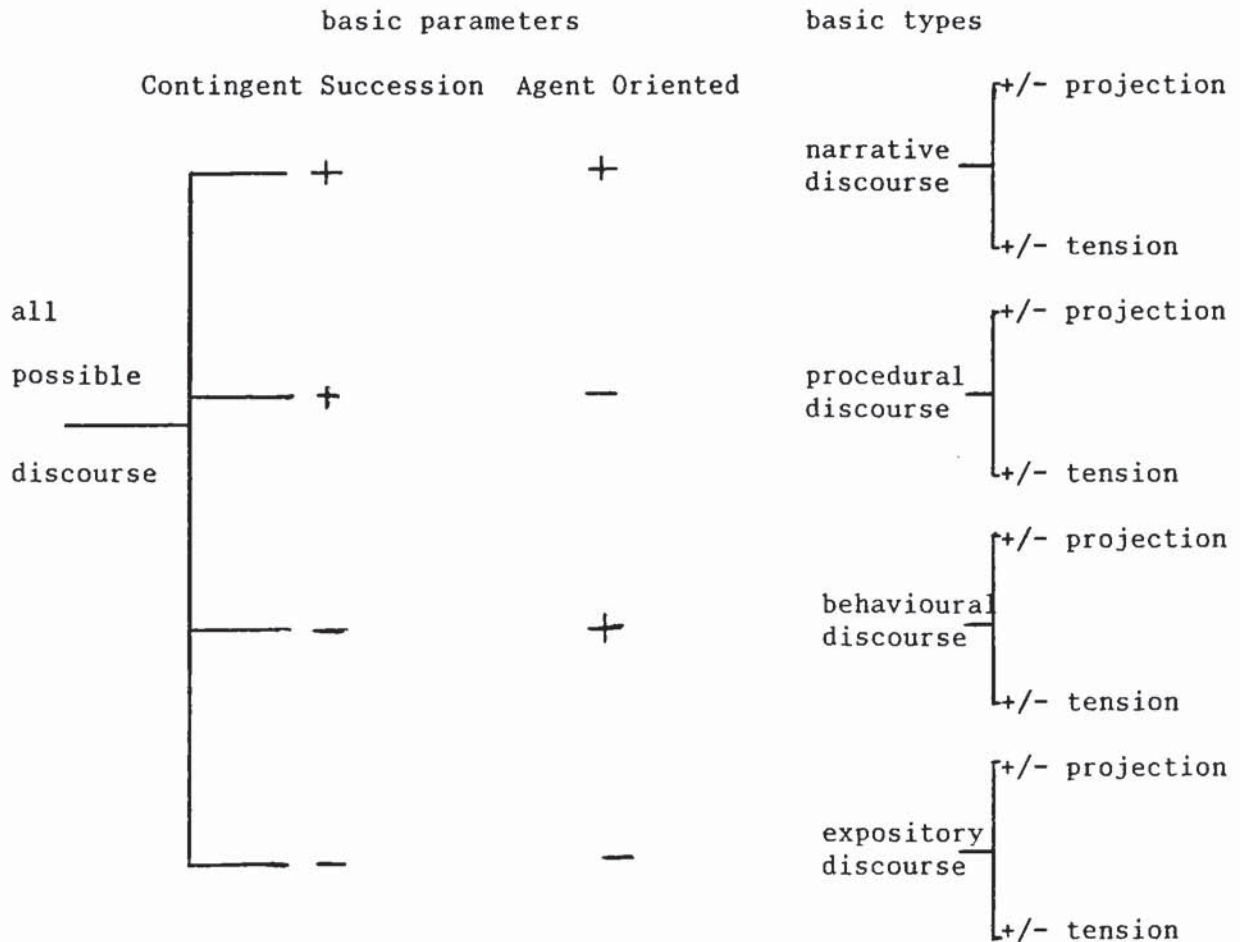 basic parameters basic types
Contingent Succession Agent Oriented
+/- projection
+ + narrative
discourse
+/- tension
all
+/- projection
possible
+ - procedural
discourse
discourse
+/- tension
+/- projection
- + behavioural
discourse
+/- tension
+/- projection
- - expository
discourse
+/- tension